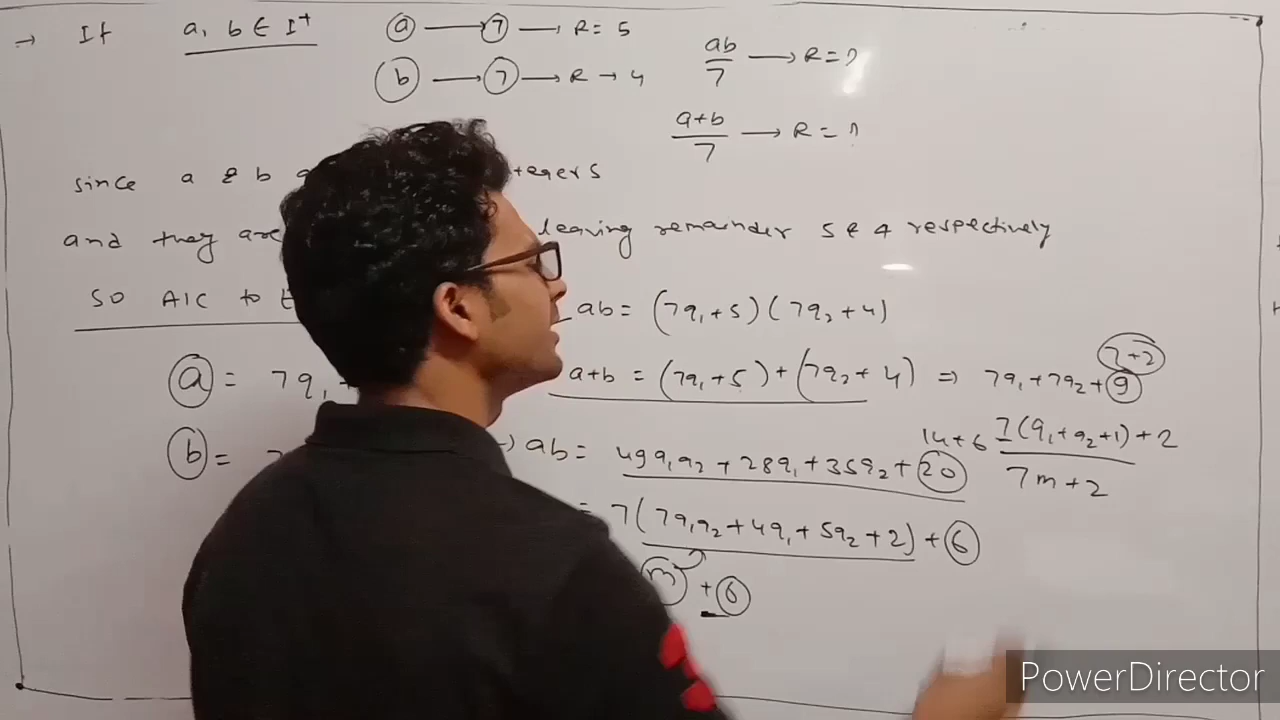 → If a, b ∈ I⁺ ⓐ → ⑦ → R = 5
ab/7 → R = ?
ⓑ → ⑦ → R → 4
a+b/7 → R = ?
since a & b
and they are leaving remainder 5 & 4 respectively
so A/C to
ab = (7q₁+5)(7q₂+4)
7+2
ⓐ = 7q₁ +
a+b = (7q₁+5)+(7q₂+4) ⇒ 7q₁+7q₂+⑨
ⓑ =
ab = 49q₁q₂+28q₁+35q₂+⑳
14+6
7(q₁+q₂+1)+2
7m+2
= 7(7q₁q₂+4q₁+5q₂+2)+⑥
m +⑥
PowerDirector